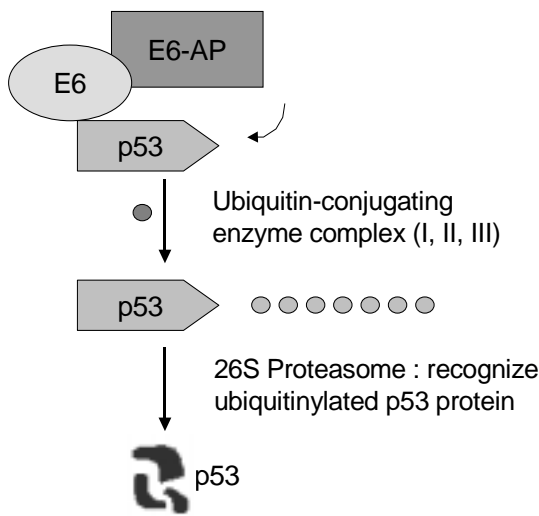 E6-AP
E6
p53
Ubiquitin-conjugating
enzyme complex (I, II, III)
p53
26S Proteasome : recognize
ubiquitinylated p53 protein
p53